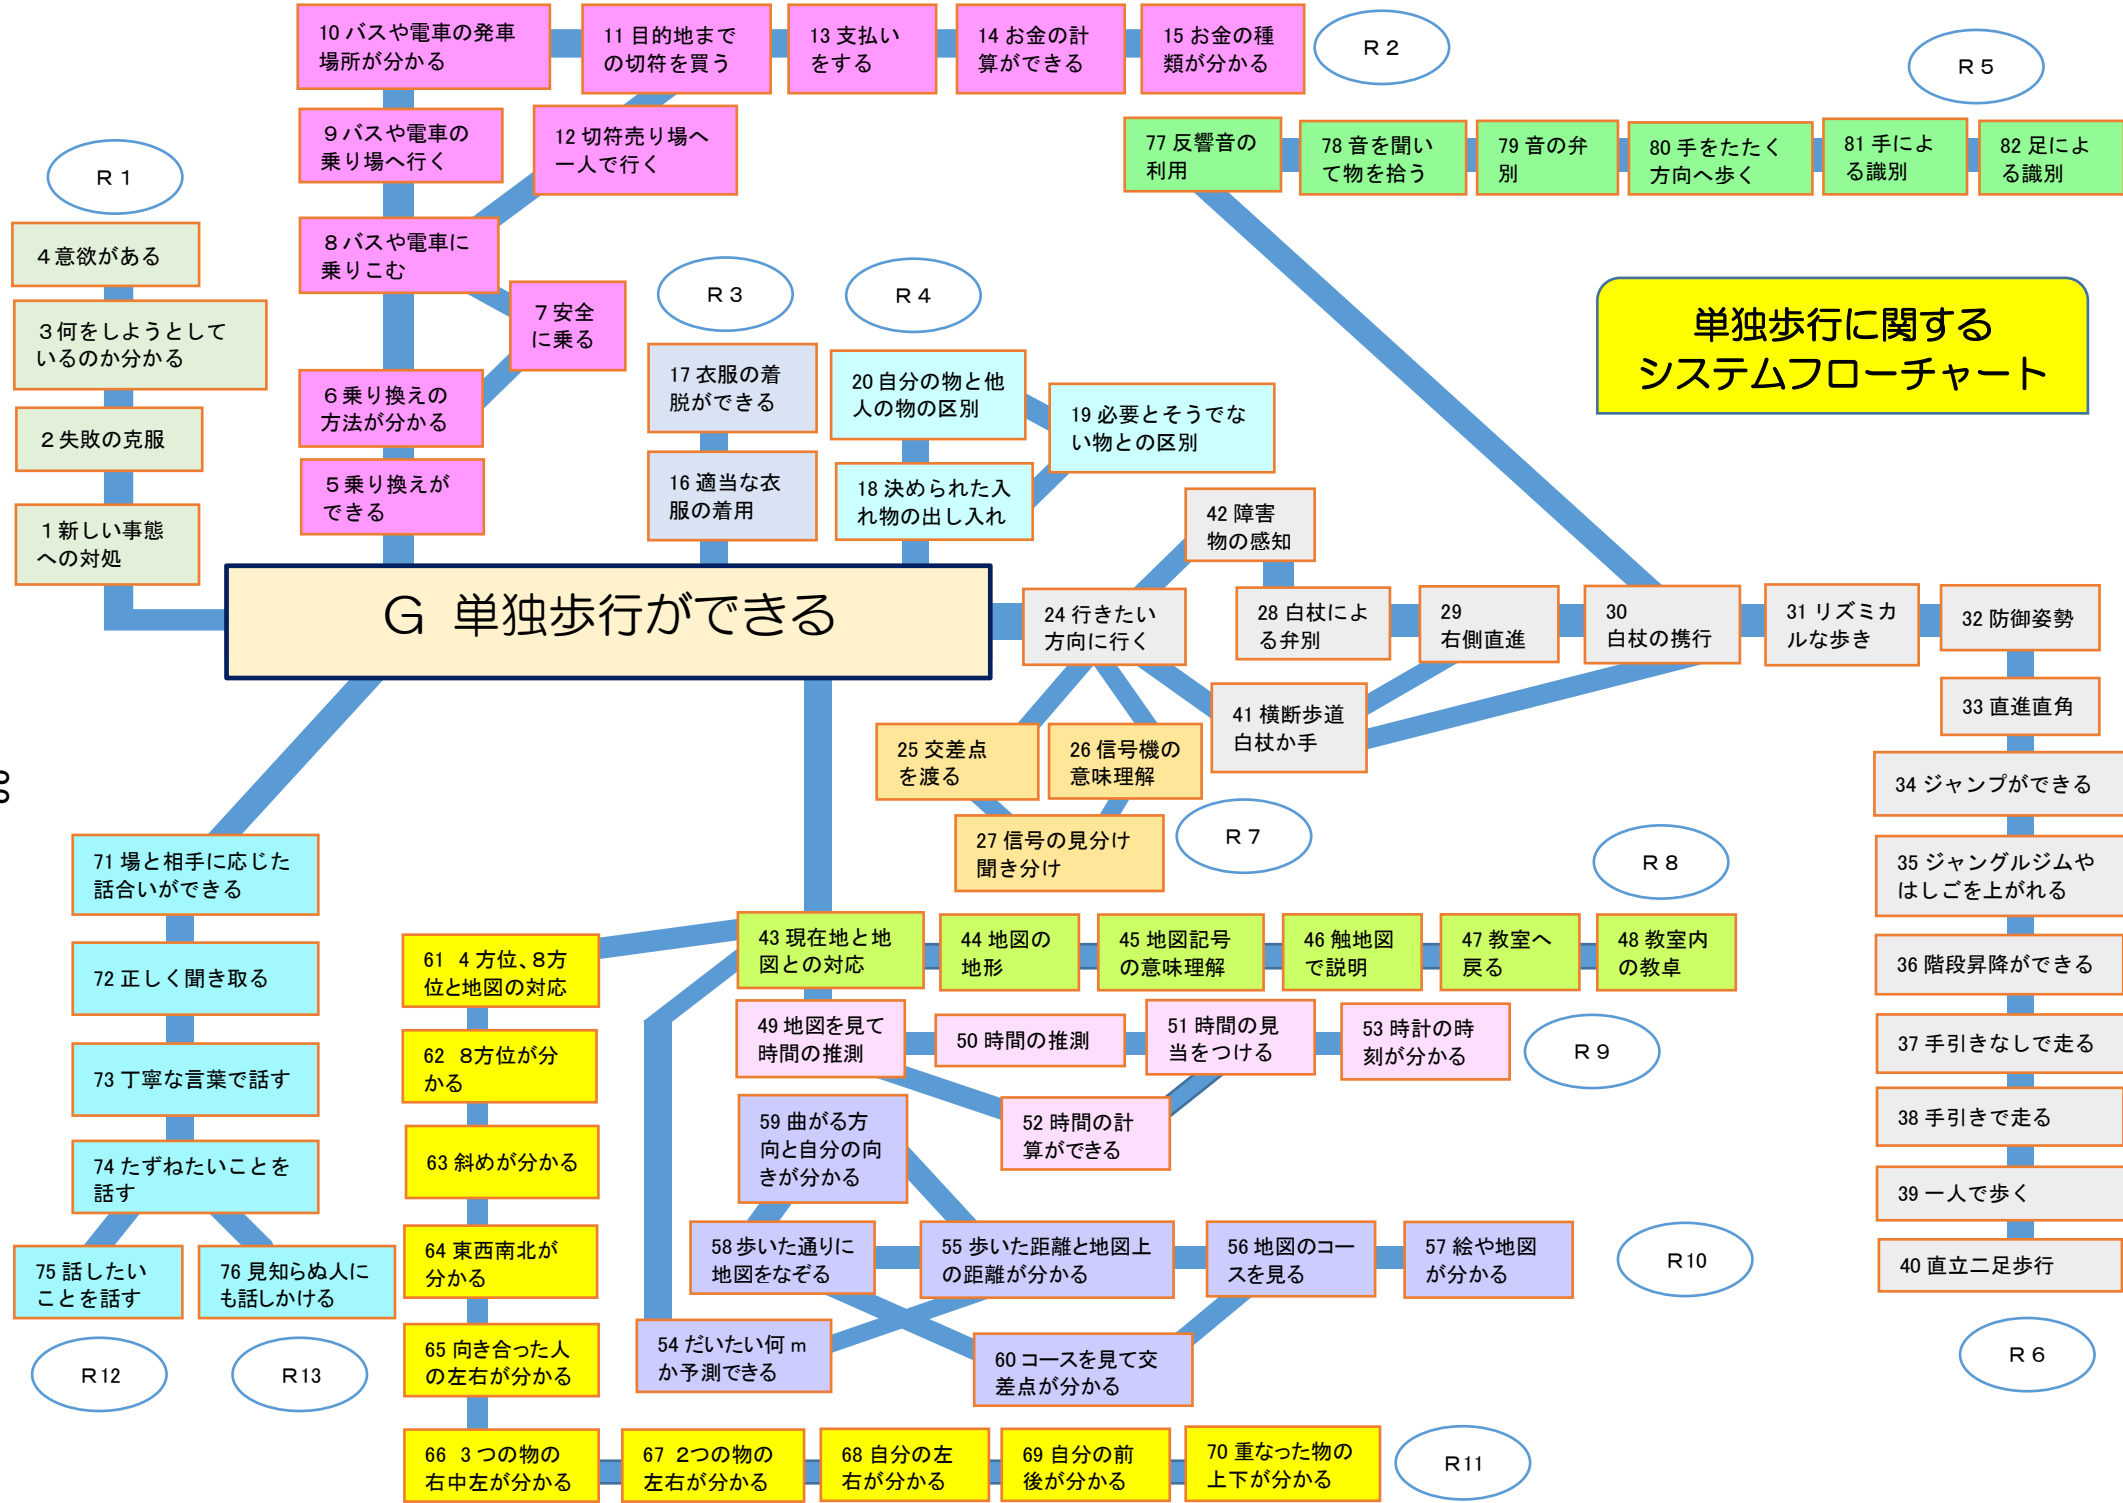 10 バスや電車の発車
場所が分かる
11 目的地まで
の切符を買う
13 支払い
をする
14 お金の計
算ができる
15 お金の種
類が分かる
R2
R5
9 バスや電車の
乗り場へ行く
12 切符売り場へ
一人で行く
77 反響音の
利用
78 音を聞い
て物を拾う
79 音の弁
別
80 手をたたく
方向へ歩く
81 手によ
る識別
82 足によ
る識別
R1
4 意欲がある
8 バスや電車に
乗りこむ
7 安全
に乗る
R3
R4
単独歩行に関する
システムフローチャート
3 何をしようとして
いるのか分かる
6 乗り換えの
方法が分かる
17 衣服の着
脱ができる
20 自分の物と他
人の物の区別
19 必要とそうでな
い物との区別
2 失敗の克服
5 乗り換えが
できる
16 適当な衣
服の着用
18 決められた入
れ物の出し入れ
42 障害
物の感知
1 新しい事態
への対処
G 単独歩行ができる
24 行きたい
方向に行く
28 白杖によ
る弁別
29
右側直進
30
白杖の携行
31 リズミカ
ルな歩き
32 防御姿勢
33 直進直角
41 横断歩道
白杖か手
25 交差点
を渡る
26 信号機の
意味理解
34 ジャンプができる
27 信号の見分け
聞き分け
R7
R8
35 ジャングルジムや
はしごを上がれる
71 場と相手に応じた
話合いができる
72 正しく聞き取る
61 4方位、8方
位と地図の対応
43 現在地と地
図との対応
44 地図の
地形
45 地図記号
の意味理解
46 触地図
で説明
47 教室へ
戻る
48 教室内
の教卓
36 階段昇降ができる
62 8方位が分
かる
49 地図を見て
時間の推測
50 時間の推測
51 時間の見
当をつける
53 時計の時
刻が分かる
R9
37 手引きなしで走る
73 丁寧な言葉で話す
59 曲がる方
向と自分の向
きが分かる
52 時間の計
算ができる
38 手引きで走る
63 斜めが分かる
74 たずねたいことを
話す
39 一人で歩く
64 東西南北が
分かる
58 歩いた通りに
地図をなぞる
55 歩いた距離と地図上
の距離が分かる
56 地図のコー
スを見る
57 絵や地図
が分かる
R10
40 直立二足歩行
75 話したい
ことを話す
76 見知らぬ人に
も話しかける
65 向き合った人
の左右が分かる
54 だいたい何m
か予測できる
60 コースを見て交
差点が分かる
R6
R12
R13
66 3つの物の
右中左が分かる
67 2つの物の
左右が分かる
68 自分の左
右が分かる
69 自分の前
後が分かる
70 重なった物の
上下が分かる
R11